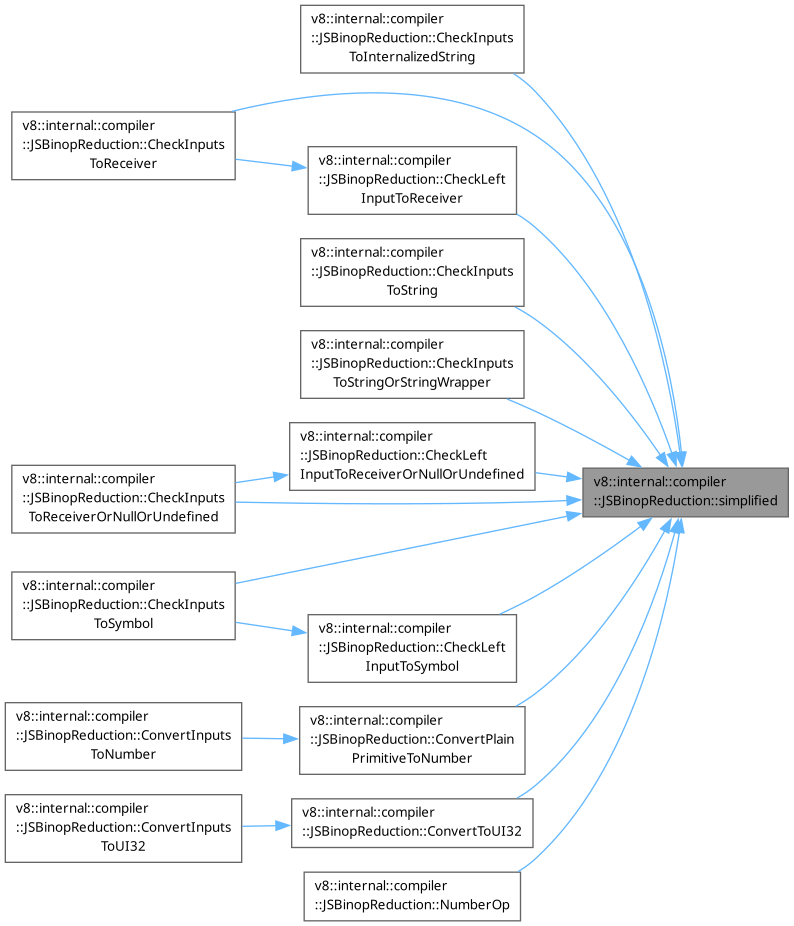 v8::internal::compiler
::JSBinopReduction::CheckInputs
ToInternalizedString
v8::internal::compiler
::JSBinopReduction::CheckInputs
ToReceiver
v8::internal::compiler
::JSBinopReduction::CheckLeft
InputToReceiver
v8::internal::compiler
::JSBinopReduction::CheckInputs
ToString
v8::internal::compiler
::JSBinopReduction::CheckInputs
ToStringOrStringWrapper
v8::internal::compiler
::JSBinopReduction::CheckLeft
InputToReceiverOrNullOrUndefined
v8::internal::compiler
::JSBinopReduction::CheckInputs
ToReceiverOrNullOrUndefined
v8::internal::compiler
::JSBinopReduction::simplified
v8::internal::compiler
::JSBinopReduction::CheckInputs
ToSymbol
v8::internal::compiler
::JSBinopReduction::CheckLeft
InputToSymbol
v8::internal::compiler
::JSBinopReduction::ConvertInputs
ToNumber
v8::internal::compiler
::JSBinopReduction::ConvertPlain
PrimitiveToNumber
v8::internal::compiler
::JSBinopReduction::ConvertInputs
ToUI32
v8::internal::compiler
::JSBinopReduction::ConvertToUI32
v8::internal::compiler
::JSBinopReduction::NumberOp